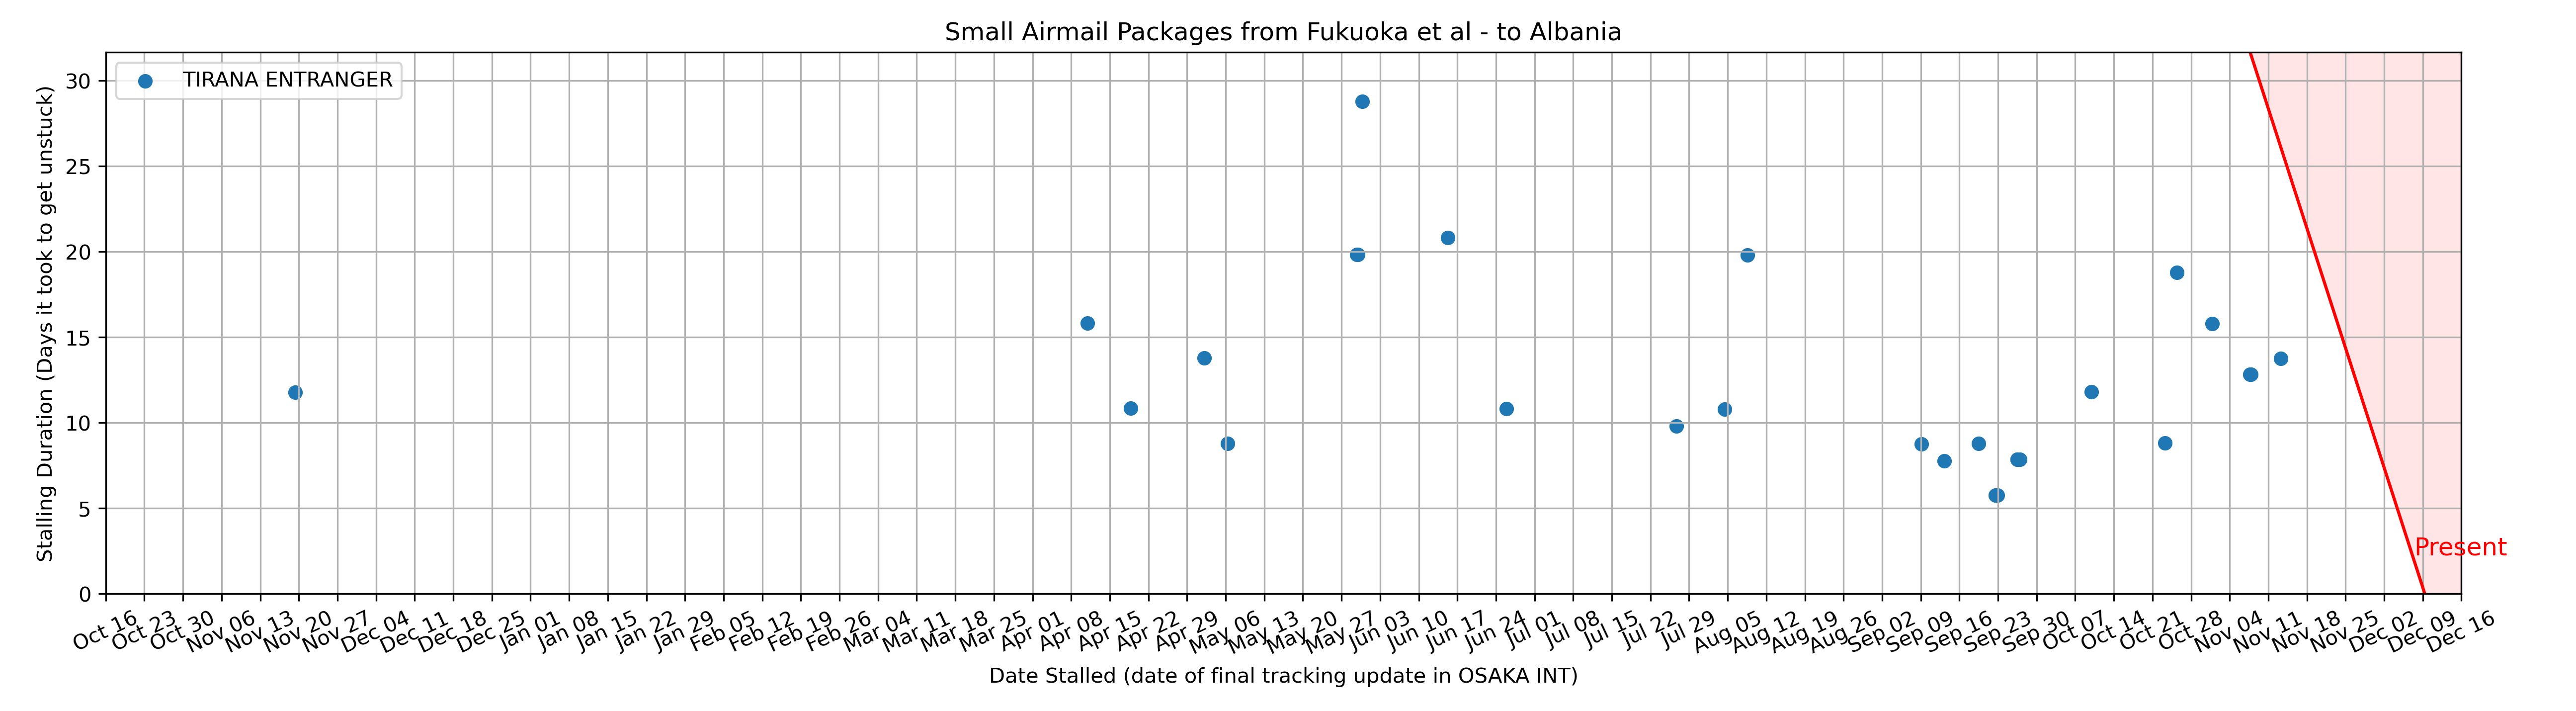 Small Airmail Packages from Fukuoka et al - to Albania
TIRANA ENTRANGER
Stalling Duration (Days it took to get unstuck)
30
25
20
15
10
5
0
Present
Oct 16 Oct 23 Oct 30 Nov 06 Nov 13 Nov 20 Nov 27 Dec 04 Dec 11 Dec 18 Dec 25 Jan 01 Jan 08 Jan 15 Jan 22 Jan 29 Feb 05 Feb 12 Feb 19 Feb 26 Mar 04 Mar 11 Mar 18 Mar 25 Apr 01 Apr 08 Apr 15 Apr 22 Apr 29 May 06 May 13 May 20 May 27 Jun 03 Jun 10 Jun 17 Jun 24 Jul 01 Jul 08 Jul 15 Jul 22 Jul 29 Aug 05 Aug 12 Aug 19 Aug 26 Sep 02 Sep 09 Sep 16 Sep 23 Sep 30 Oct 07 Oct 14 Oct 21 Oct 28 Nov 04 Nov 11 Nov 18 Nov 25 Dec 02 Dec 09 Dec 16
Date Stalled (date of final tracking update in OSAKA INT)